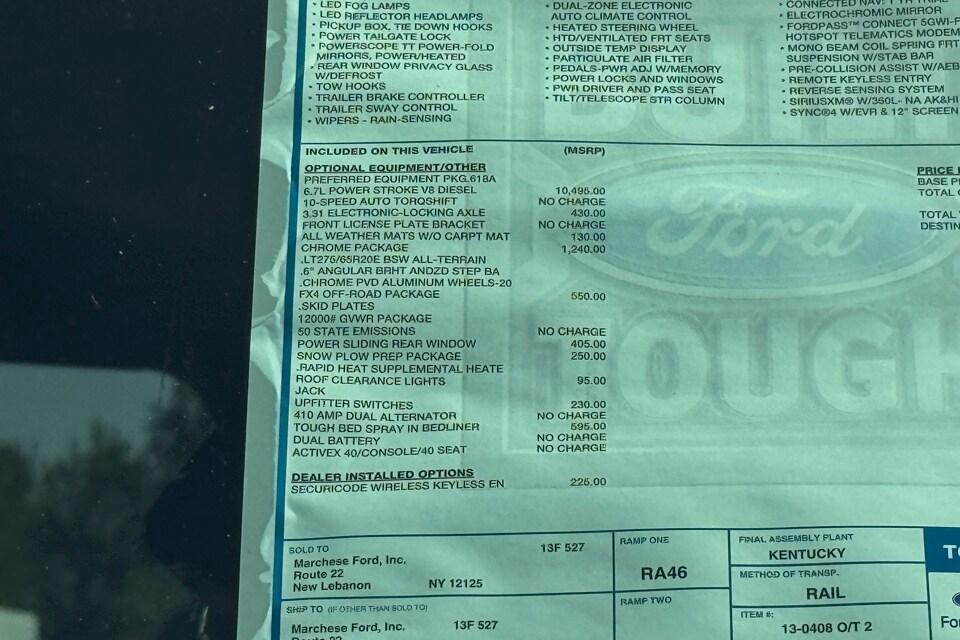 • LED FOG LAMPS
• LED REFLECTOR HEADLAMPS
• PICKUP BOX, TIE DOWN HOOKS
• POWER TAILGATE LOCK
• POWERSCOPE TT POWER-FOLD
MIRRORS, POWER/HEATED
• REAR WINDOW PRIVACY GLASS
W/DEFROST
• TOW HOOKS
• TRAILER BRAKE CONTROLLER
• TRAILER SWAY CONTROL
• WIPERS - RAIN-SENSING
• DUAL-ZONE ELECTRONIC
AUTO CLIMATE CONTROL
• HEATED STEERING WHEEL
• HTD/VENTILATED FRT SEATS
• OUTSIDE TEMP DISPLAY
• PARTICULATE AIR FILTER
• PEDALS-PWR ADJ W/MEMORY
• POWER LOCKS AND WINDOWS
• PWR DRIVER AND PASS SEAT
• TILT/TELESCOPE STR COLUMN
• CONNECTED NAV: 1 YR TRIAL
• ELECTROCHROMIC MIRROR
• FORDPASS™ CONNECT 5GWI-F
HOTSPOT TELEMATICS MODEM
• MONO BEAM COIL SPRING FRT
SUSPENSION W/STAB BAR
• PRE-COLLISION ASSIST W/AEB
• REMOTE KEYLESS ENTRY
• REVERSE SENSING SYSTEM
• SIRIUSXM® W/360L- NA AK&HI
• SYNC®4 W/EVR & 12" SCREEN
INCLUDED ON THIS VEHICLE (MSRP)
OPTIONAL EQUIPMENT/OTHER
PREFERRED EQUIPMENT PKG.618A
6.7L POWER STROKE V8 DIESEL 10,495.00
10-SPEED AUTO TORQSHIFT NO CHARGE
3.31 ELECTRONIC-LOCKING AXLE 430.00
FRONT LICENSE PLATE BRACKET NO CHARGE
ALL WEATHER MATS W/O CARPT MAT 130.00
CHROME PACKAGE 1,240.00
.LT275/65R20E BSW ALL-TERRAIN
.6" ANGULAR BRHT ANDZD STEP BA
.CHROME PVD ALUMINUM WHEELS-20
FX4 OFF-ROAD PACKAGE 550.00
.SKID PLATES
12000# GVWR PACKAGE
50 STATE EMISSIONS NO CHARGE
POWER SLIDING REAR WINDOW 405.00
SNOW PLOW PREP PACKAGE 250.00
.RAPID HEAT SUPPLEMENTAL HEATE
ROOF CLEARANCE LIGHTS 95.00
JACK
UPFITTER SWITCHES 230.00
410 AMP DUAL ALTERNATOR NO CHARGE
TOUGH BED SPRAY IN BEDLINER 595.00
DUAL BATTERY NO CHARGE
ACTIVEX 40/CONSOLE/40 SEAT NO CHARGE
DEALER INSTALLED OPTIONS
SECURICODE WIRELESS KEYLESS EN 225.00
PRICE
BASE P
TOTAL
TOTAL
DESTIN
Ford
TOUGH
SOLD TO
Marchese Ford, Inc. 13F 527
Route 22
New Lebanon NY 12125
SHIP TO (IF OTHER THAN SOLD TO)
Marchese Ford, Inc. 13F 527
RAMP ONE
RA46
RAMP TWO
FINAL ASSEMBLY PLANT
KENTUCKY
METHOD OF TRANSP.
RAIL
ITEM #:
13-0408 O/T 2